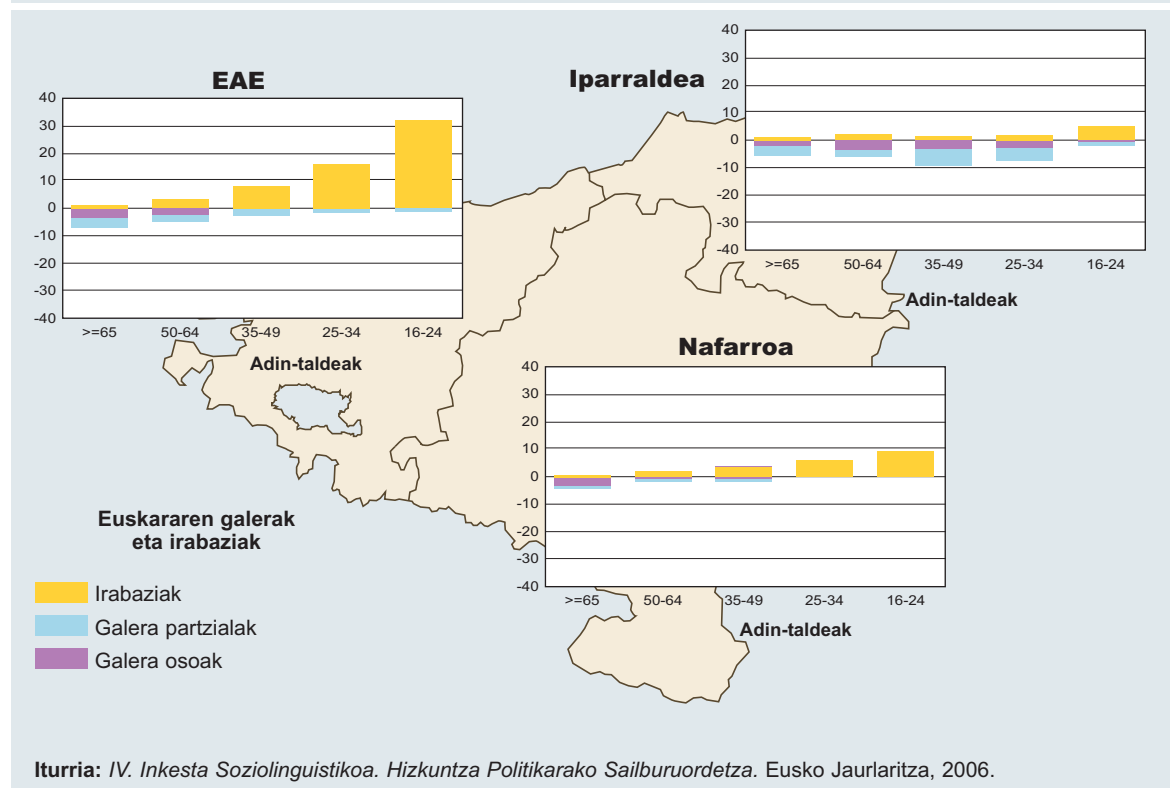 EAE
40
30
20
10
0
-10
-20
-30
-40
>=65 50-64 35-49 25-34 16-24
Adin-taldeak
Iparraldea
40
30
20
10
0
-10
-20
-30
-40
>=65 50-64 35-49 25-34 16-24
Adin-taldeak
Nafarroa
40
30
20
10
0
-10
-20
-30
-40
>=65 50-64 35-49 25-34 16-24
Adin-taldeak
Euskararen galerak
eta irabaziak
Irabaziak
Galera partzialak
Galera osoak
Iturria: IV. Inkesta Soziolinguistikoa. Hizkuntza Politikarako Sailburuordetza. Eusko Jaurlaritza, 2006.